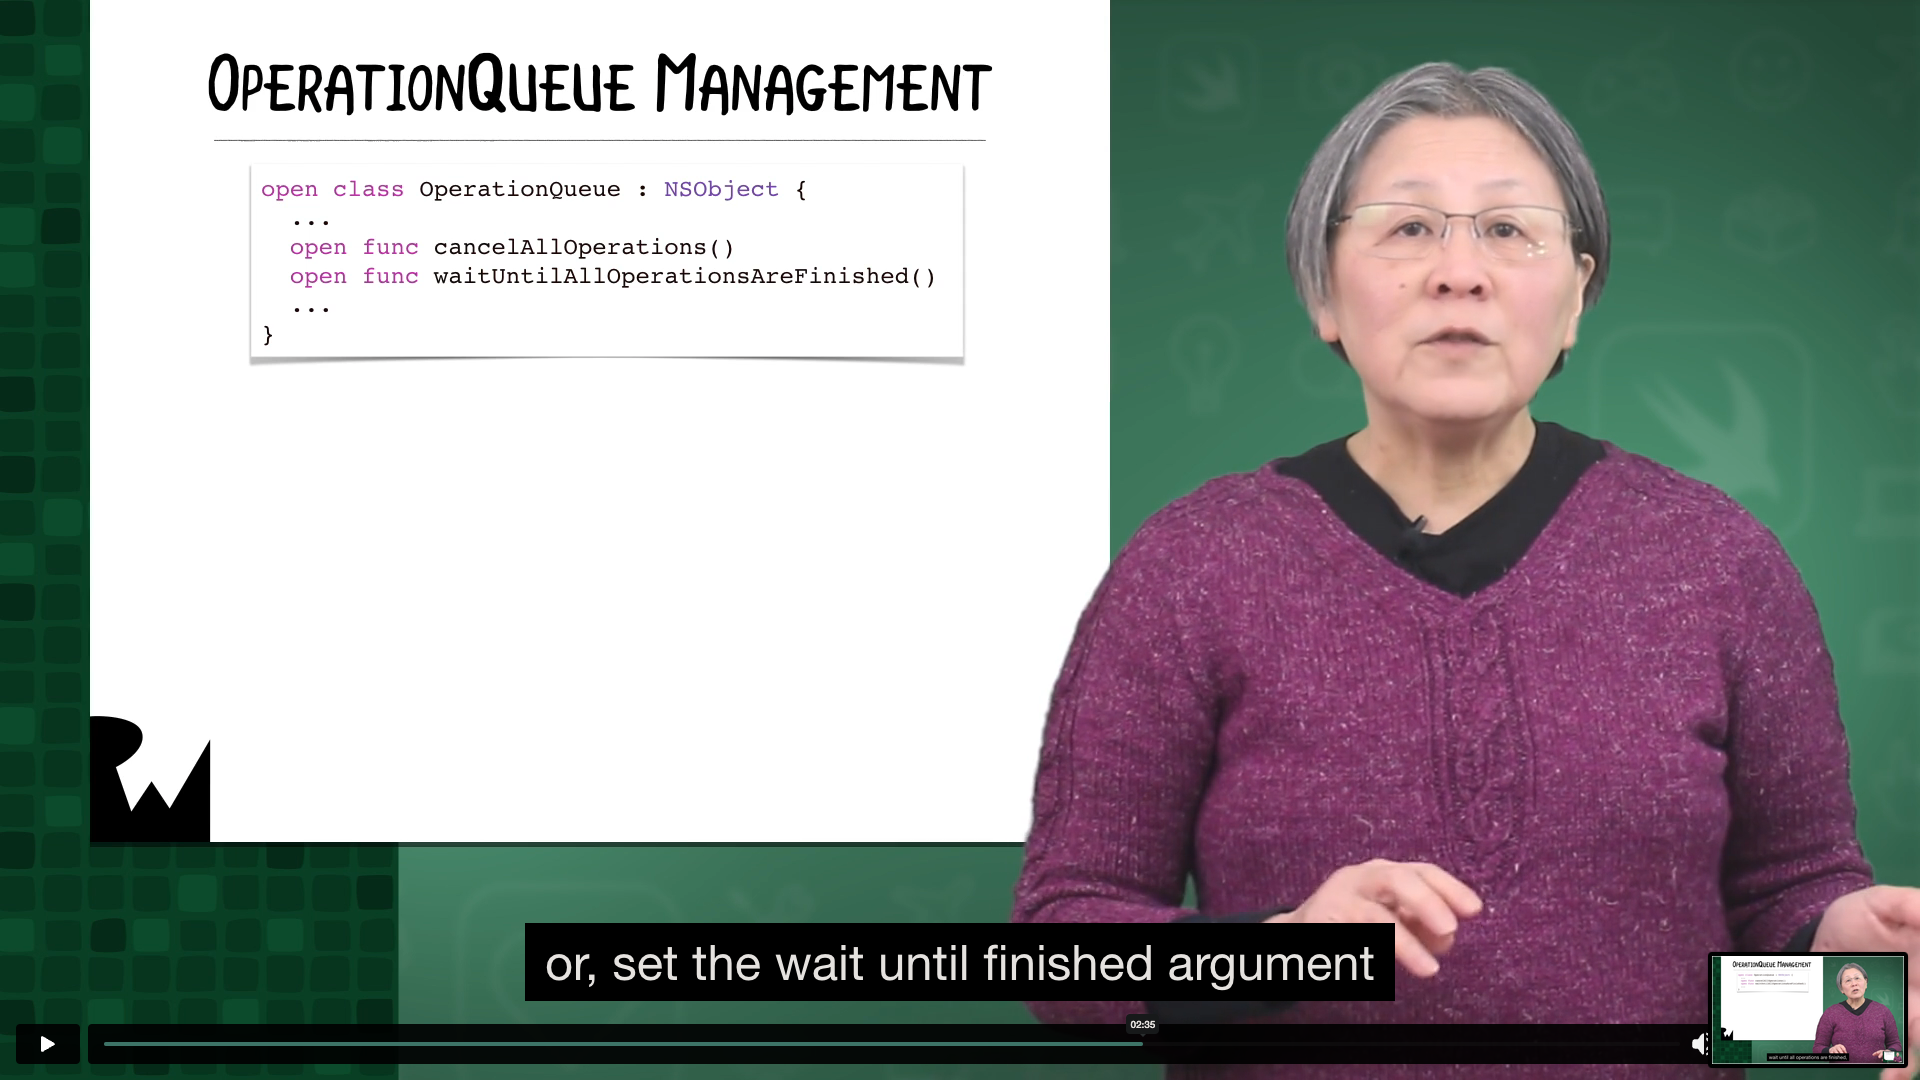 OPERATIONQUEUE MANAGEMENT
open class OperationQueue : NSObject {
...
open func cancelAllOperations()
open func waitUntilAllOperationsAreFinished()
...
}
RW
or, set the wait until finished argument
02:35
OPERATIONQUEUE MANAGEMENT
wait until all operations are finished,